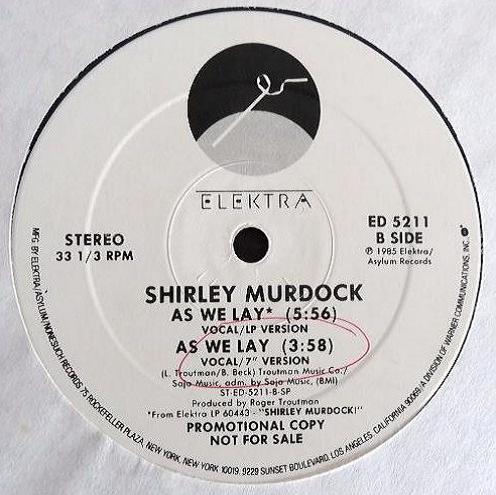 ELEKTRA
STEREO
33 1/3 RPM
ED 5211
B SIDE
℗ 1985 Elektra/
Asylum Records
SHIRLEY MURDOCK
AS WE LAY* (5:56)
VOCAL/LP VERSION
AS WE LAY (3:58)
VOCAL/7" VERSION
(L. Troutman/B. Beck) Troutman Music Co./
Saja Music, adm. by Saja Music, (BMI)
ST-ED-5211-B-SP
Produced by Roger Troutman
*From Elektra LP 60443 - "SHIRLEY MURDOCK!"
PROMOTIONAL COPY
NOT FOR SALE
MFG. BY ELEKTRA/ASYLUM/NONESUCH RECORDS 75 ROCKEFELLER PLAZA, NEW YORK, NEW YORK 10019. 9229 SUNSET BOULEVARD, LOS ANGELES, CALIFORNIA 90069. A DIVISION OF WARNER COMMUNICATIONS, INC.